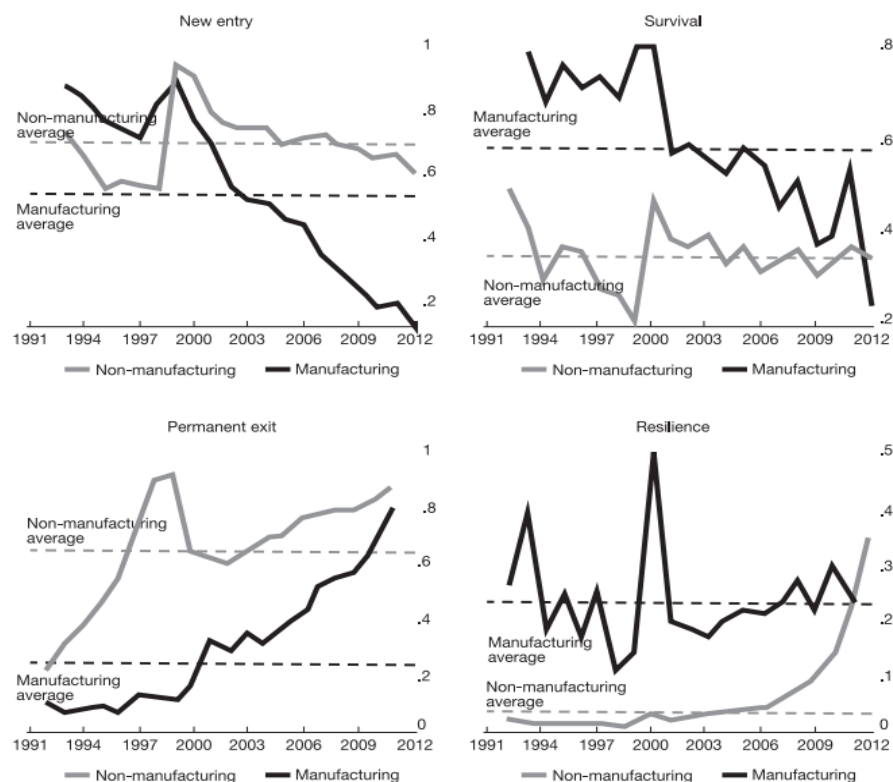 New entry
1
.8
.6
.4
.2
Non-manufacturing
average
Manufacturing
average
1991 1994 1997 2000 2003 2006 2009 2012
Non-manufacturing Manufacturing
Survival
.8
.6
.4
.2
Manufacturing
average
Non-manufacturing
average
1991 1994 1997 2000 2003 2006 2009 2012
Non-manufacturing Manufacturing
Permanent exit
1
.8
.6
.4
.2
0
Non-manufacturing
average
Manufacturing
average
1991 1994 1997 2000 2003 2006 2009 2012
Non-manufacturing Manufacturing
Resilience
.5
.4
.3
.2
.1
0
Manufacturing
average
Non-manufacturing
average
1991 1994 1997 2000 2003 2006 2009 2012
Non-manufacturing Manufacturing